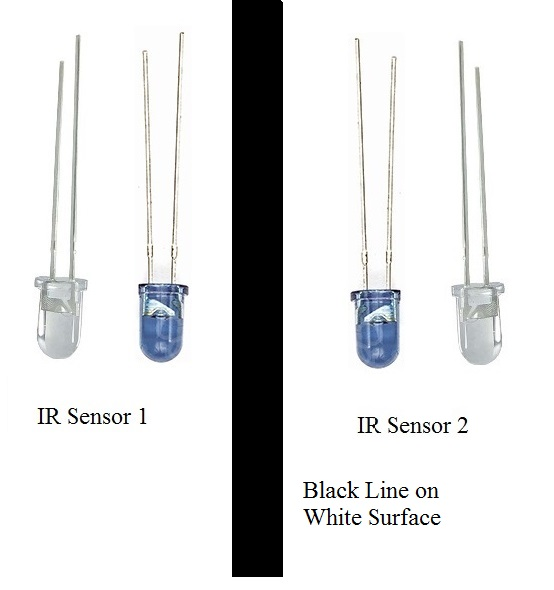 IR Sensor 1
IR Sensor 2
Black Line on
White Surface